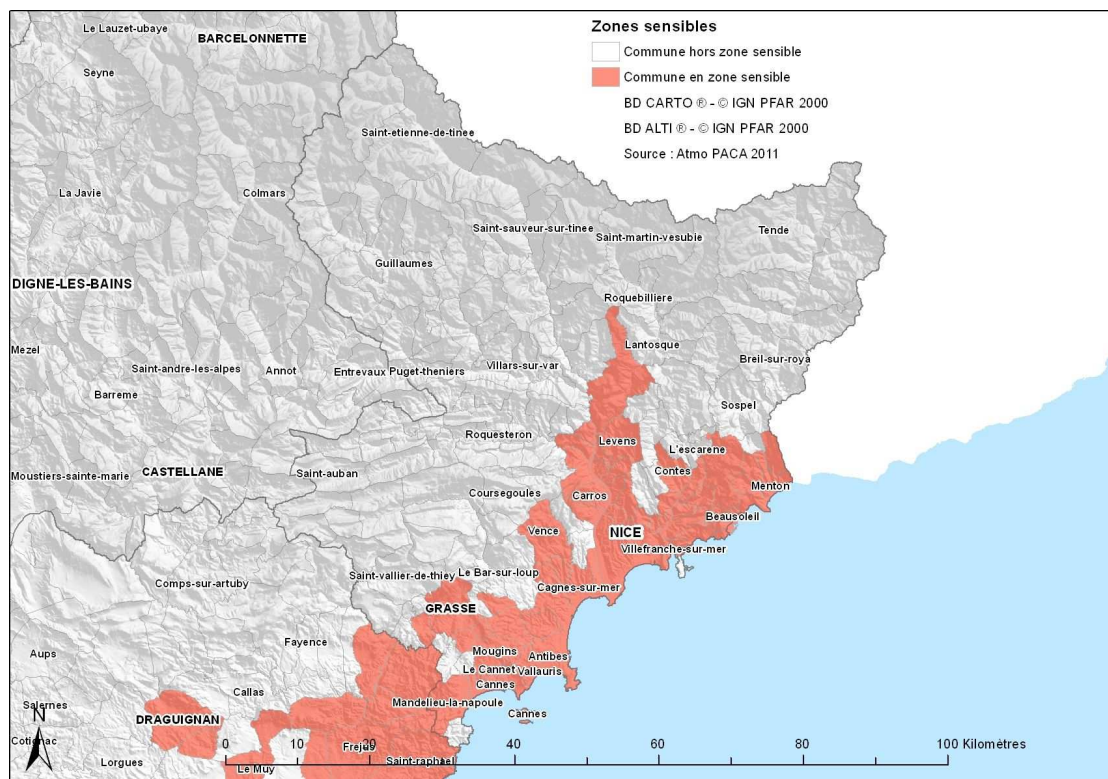 Zones sensibles
Commune hors zone sensible
Commune en zone sensible
BD CARTO ® - © IGN PFAR 2000
BD ALTI ® - © IGN PFAR 2000
Source : Atmo PACA 2011
Le Lauzet-ubaye
BARCELONNETTE
Seyne
Saint-etienne-de-tinee
La Javie
Colmars
Saint-sauveur-sur-tinee
Saint-martin-vesubie
Tende
Guillaumes
DIGNE-LES-BAINS
Roquebilliere
Mezel
Lantosque
Breil-sur-roya
Saint-andre-les-alpes
Annot
Entrevaux
Puget-theniers
Villars-sur-var
Barreme
Sospel
Roquesteron
Levens
L'escarene
Moustiers-sainte-marie
CASTELLANE
Saint-auban
Contes
Coursegoules
Carros
Menton
Beausoleil
Vence
NICE
Villefranche-sur-mer
Comps-sur-artuby
Saint-vallier-de-thiey
Le Bar-sur-loup
Cagnes-sur-mer
GRASSE
Fayence
Aups
Mougins
Antibes
Le Cannet
Vallauris
Callas
Cannes
Salernes
Mandelieu-la-napoule
Cannes
N
DRAGUIGNAN
Cotignac
Frejus
0 10 20 40 60 80 100 Kilomètres
Lorgues
Le Muy
Saint-raphael